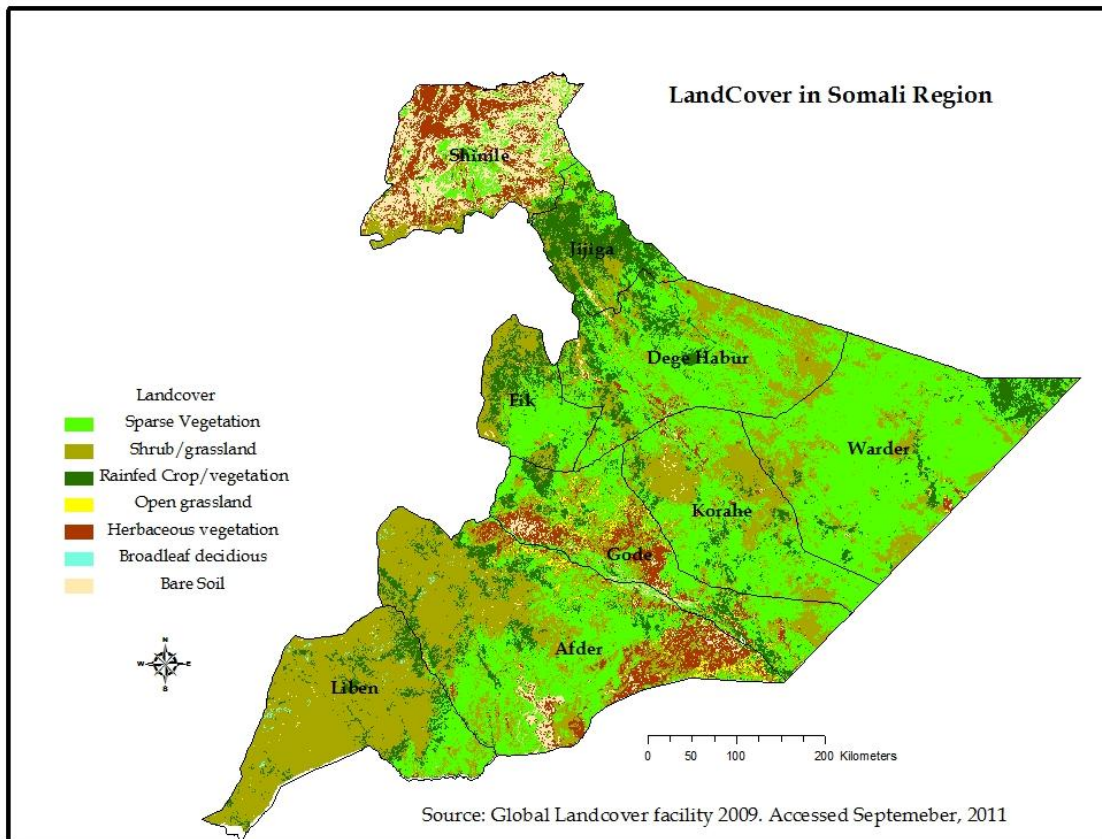 LandCover in Somali Region
Shinile
Jijiga
Dege Habur
Fik
Warder
Korahe
Gode
Afder
Liben
Landcover
Sparse Vegetation
Shrub/grassland
Rainfed Crop/vegetation
Open grassland
Herbaceous vegetation
Broadleaf decidious
Bare Soil
N
W E
S
0 50 100 200 Kilometers
Source: Global Landcover facility 2009. Accessed Septemeber, 2011